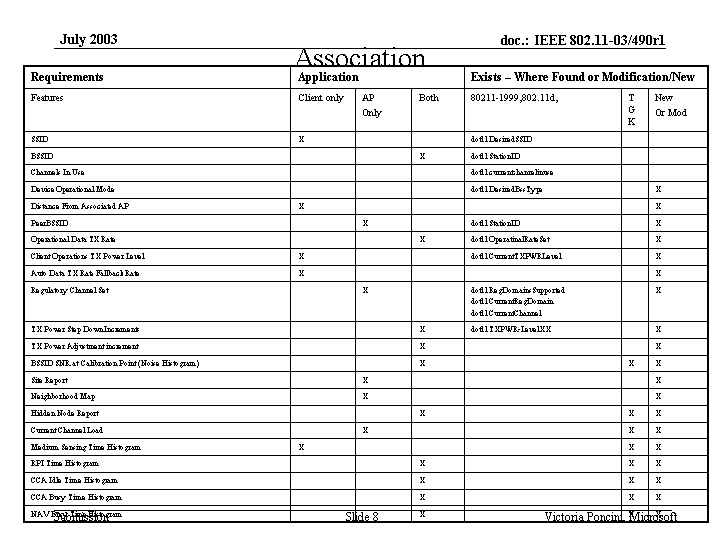 July 2003
doc.: IEEE 802.11-03/490r1
Association
Requirements Application Exists – Where Found or Modification/New
Features Client only AP Only Both 80211-1999,802.11d, T G K New Or Mod
SSID X dot11DesiredSSID
BSSID X dot11StationID
Channels In Use dot11currentchannelinuse
Device Operational Mode dot11DesiredBssType X
Distance From Associated AP X X
PeerBSSID X dot11StationID X
Operational Data TX Rate X dot11OperatinalRateSet X
Client Operations TX Power Level X dot11CurrentTXPWRLevel X
Auto Data TX Rate Fallback Rate X X
Regulatory Channel Set X dot11RegDomainsSupported X
dot11CurrentRegDomain
dot11CurrentChannel
TX Power Step Down Increments X dot11TXPWR-LevelXX X
TX Power Adjustment increment X X
BSSID SNR at Calibration Point (Noise Histogram) X X X
Site Report X X
Neighborhood Map X X
Hidden Node Report X X X
Current Channel Load X X X
Medium Sensing Time Histogram X X X
RPI Time Histogram X X X
CCA Idle Time Histogram X X X
CCA Busy Time Histogram X X X
NAV Busy Time Histogram X X X
Submission Slide 8 Victoria Poncini, Microsoft